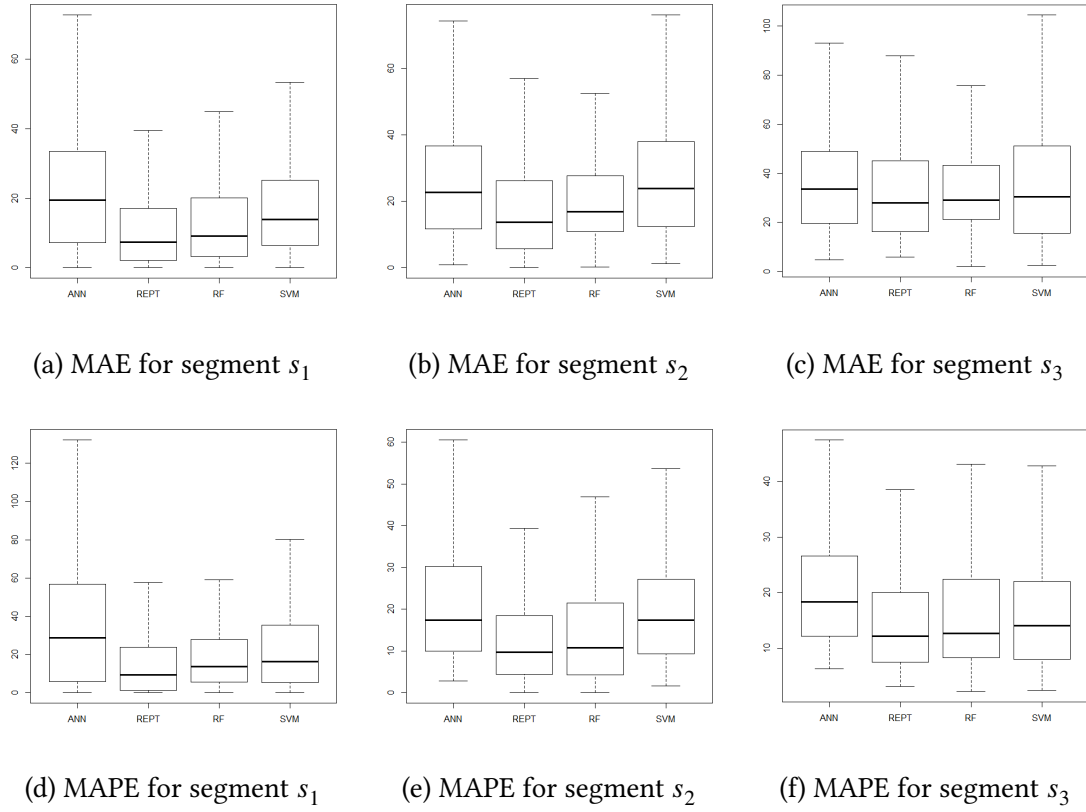 0 20 40 60
ANN REPT RF SVM
0 20 40 60
ANN REPT RF SVM
0 20 40 60 80 100
ANN REPT RF SVM
(a) MAE for segment s₁
(b) MAE for segment s₂
(c) MAE for segment s₃
0 20 40 60 80 100 120
ANN REPT RF SVM
0 10 20 30 40 50 60
ANN REPT RF SVM
10 20 30 40
ANN REPT RF SVM
(d) MAPE for segment s₁
(e) MAPE for segment s₂
(f) MAPE for segment s₃